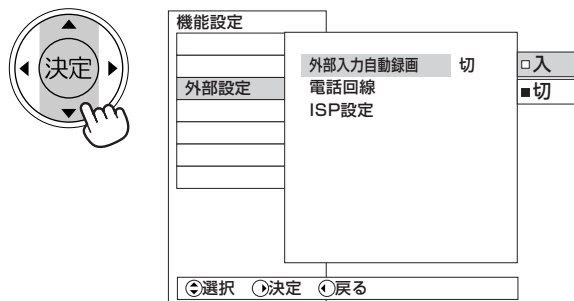 決定
機能設定
外部設定
外部入力自動録画 切
電話回線
ISP設定
□入
■切
選択 決定 戻る